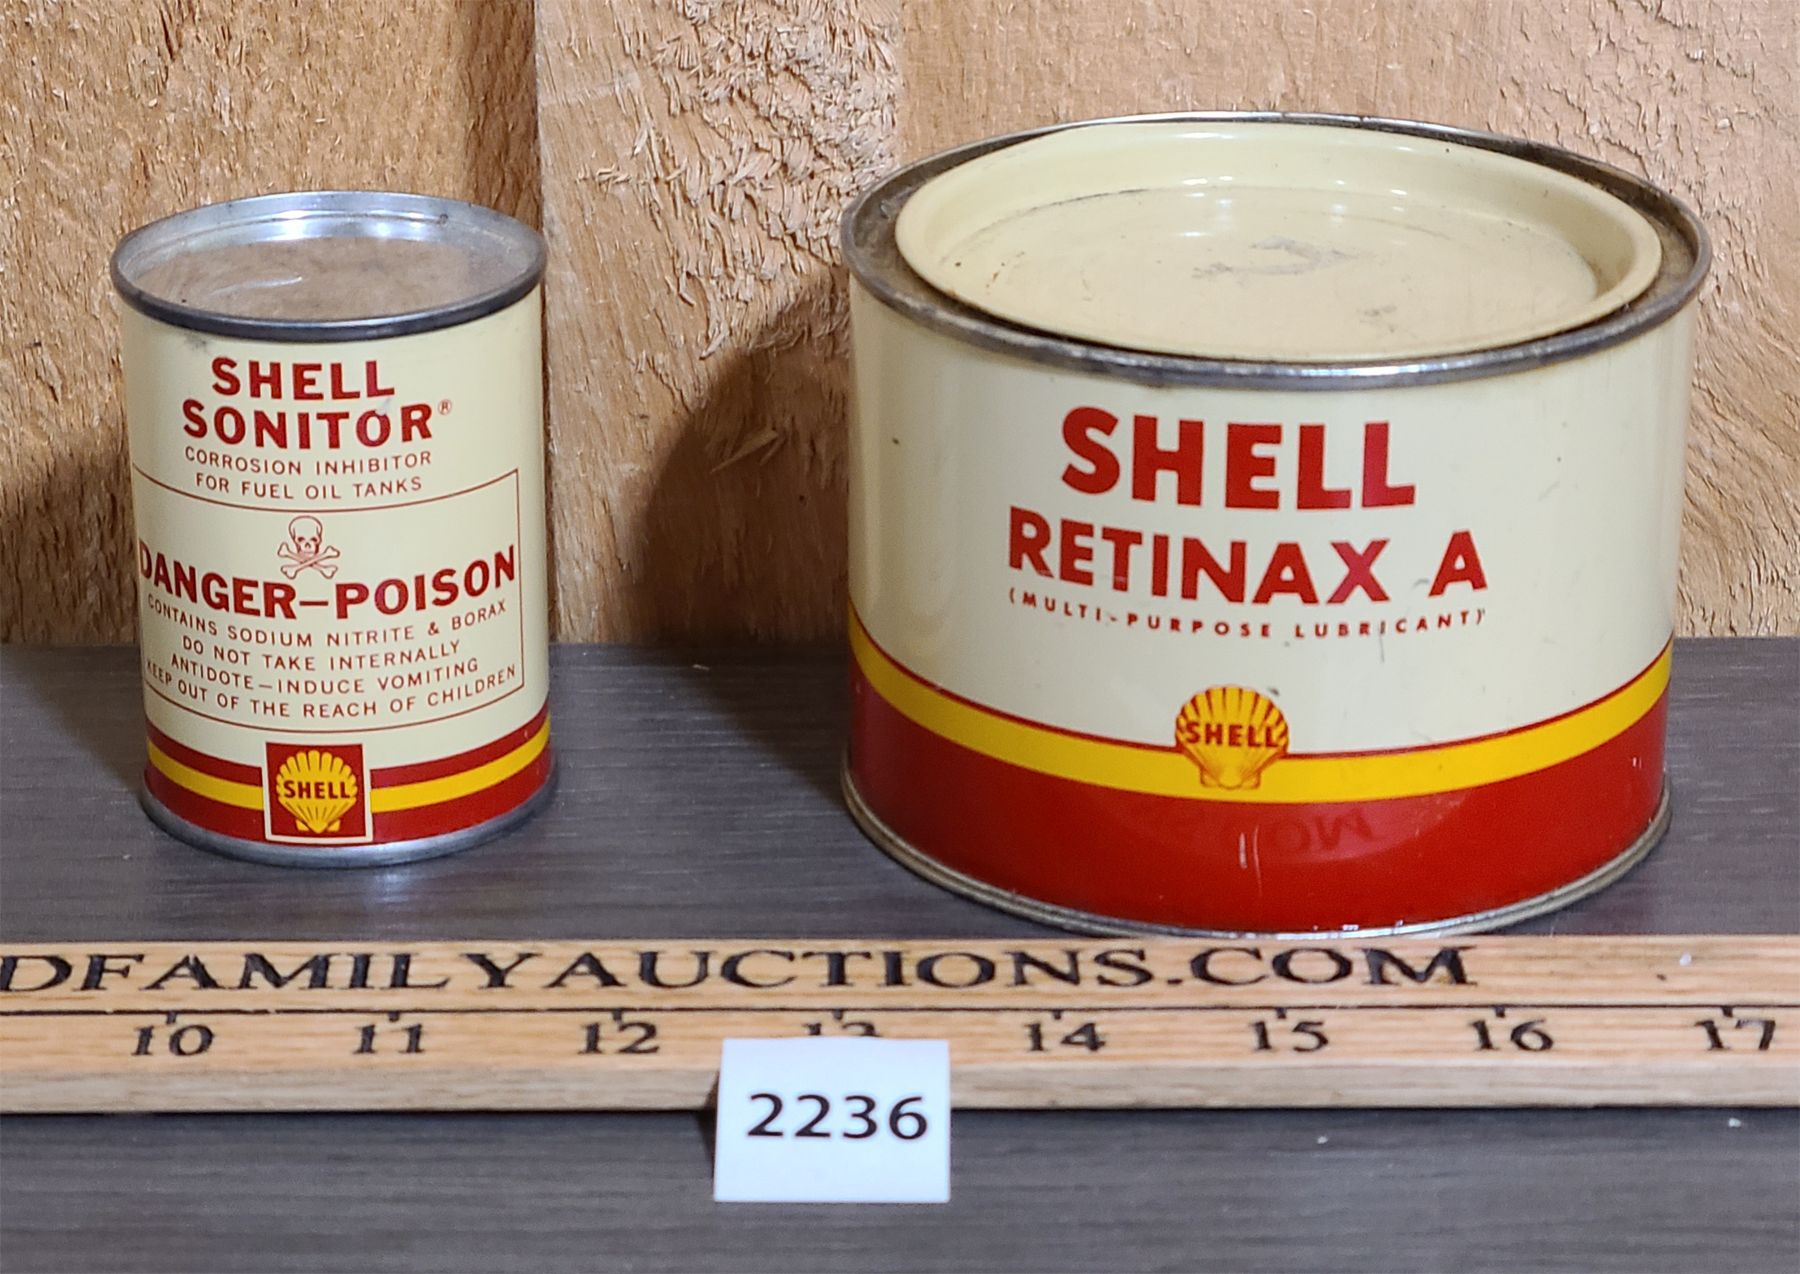 SHELL
SONITOR®
CORROSION INHIBITOR
FOR FUEL OIL TANKS
DANGER—POISON
CONTAINS SODIUM NITRITE & BORAX
DO NOT TAKE INTERNALLY
ANTIDOTE—INDUCE VOMITING
KEEP OUT OF THE REACH OF CHILDREN
SHELL
SHELL
RETINAX A
(MULTI-PURPOSE LUBRICANT)
SHELL
DFAMILYAUCTIONS.COM
10 11 12 13 14 15 16 17
2236